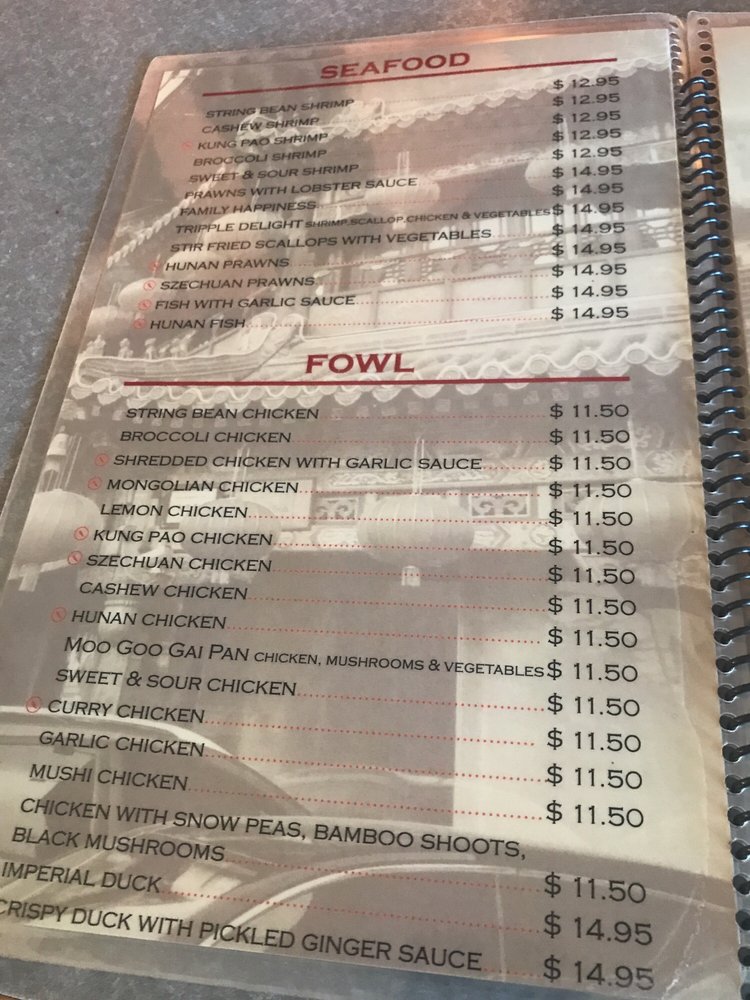 SEAFOOD
STRING BEAN SHRIMP $ 12.95
CASHEW SHRIMP $ 12.95
KUNG PAO SHRIMP $ 12.95
BROCCOLI SHRIMP $ 12.95
SWEET & SOUR SHRIMP $ 12.95
PRAWNS WITH LOBSTER SAUCE $ 14.95
FAMILY HAPPINESS $ 14.95
TRIPPLE DELIGHT SHRIMP, SCALLOP, CHICKEN & VEGETABLES $ 14.95
STIR FRIED SCALLOPS WITH VEGETABLES $ 14.95
HUNAN PRAWNS $ 14.95
SZECHUAN PRAWNS $ 14.95
FISH WITH GARLIC SAUCE $ 14.95
HUNAN FISH $ 14.95
FOWL
STRING BEAN CHICKEN $ 11.50
BROCCOLI CHICKEN $ 11.50
SHREDDED CHICKEN WITH GARLIC SAUCE $ 11.50
MONGOLIAN CHICKEN $ 11.50
LEMON CHICKEN $ 11.50
KUNG PAO CHICKEN $ 11.50
SZECHUAN CHICKEN $ 11.50
CASHEW CHICKEN $ 11.50
HUNAN CHICKEN $ 11.50
MOO GOO GAI PAN CHICKEN, MUSHROOMS & VEGETABLES $ 11.50
SWEET & SOUR CHICKEN $ 11.50
CURRY CHICKEN $ 11.50
GARLIC CHICKEN $ 11.50
MUSHI CHICKEN $ 11.50
CHICKEN WITH SNOW PEAS, BAMBOO SHOOTS,
BLACK MUSHROOMS $ 11.50
IMPERIAL DUCK $ 14.95
CRISPY DUCK WITH PICKLED GINGER SAUCE $ 14.95